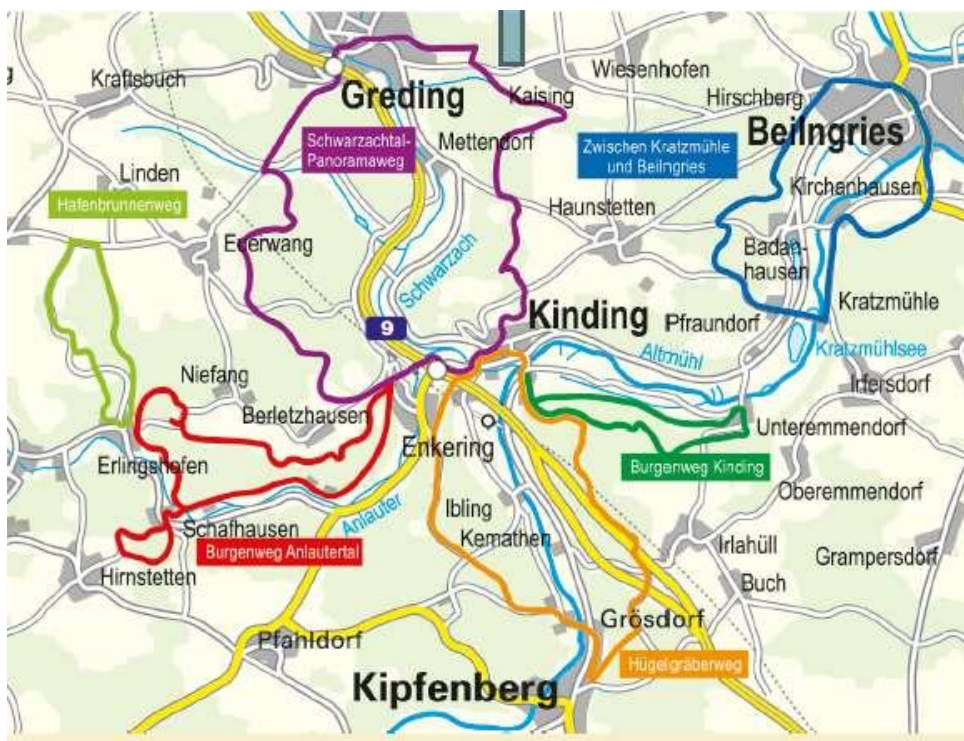 Kraftsbuch
Greding
Kaising
Wiesenhofen
Hirschberg
Beilngries
Schwarzachtal-
Panoramaweg
Mettendorf
Zwischen Kratzmühle
und Beilngries
Kirchanhausen
Linden
Hafenbrunnenweg
Haunstetten
Egerwang
Badan-
hausen
Schwarzach
Kinding
Kratzmühle
9
Pfraundorf
Altmühl
Kratzmühlsee
Niefang
Irfersdorf
Berletzhausen
Enkering
Unteremmendorf
Erlingshofen
Burgenweg Kinding
Oberemmendorf
Ibling
Anlauter
Schafhausen
Kemathen
Irlahüll
Grampersdorf
Burgenweg Anlautertal
Hirnstetten
Buch
Grösdorf
Pfahldorf
Hügelgräberweg
Kipfenberg